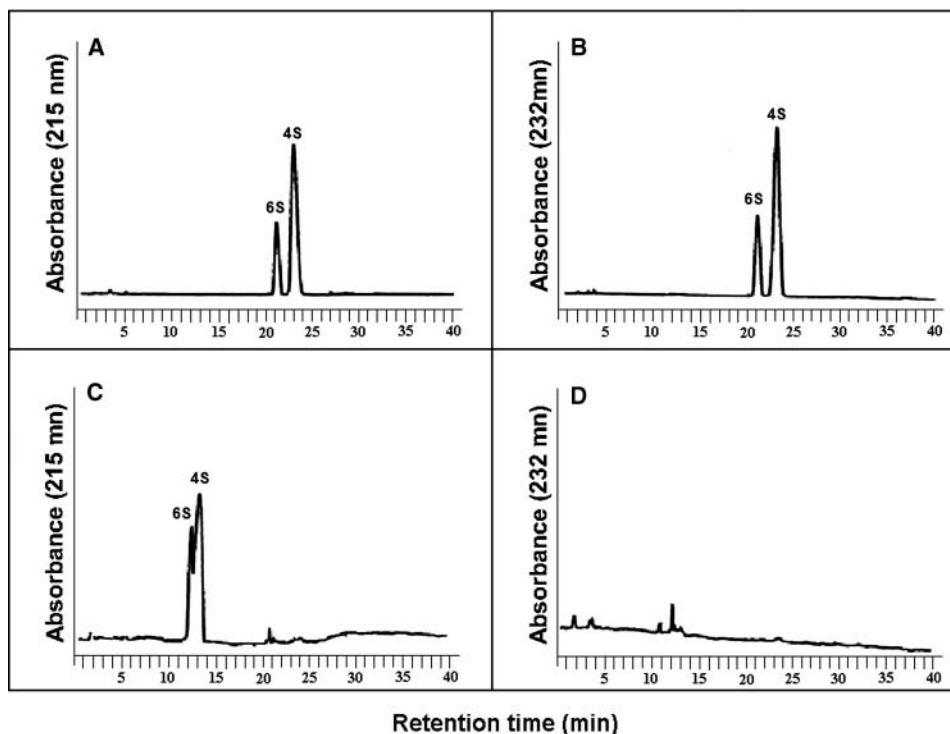 A
Absorbance (215 nm)
6S
4S
5 10 15 20 25 30 35 40
B
Absorbance (232mn)
6S
4S
5 10 15 20 25 30 35 40
C
Absorbance (215 mn)
6S
4S
5 10 15 20 25 30 35 40
D
Absorbance (232 mn)
5 10 15 20 25 30 35 40
Retention time (min)